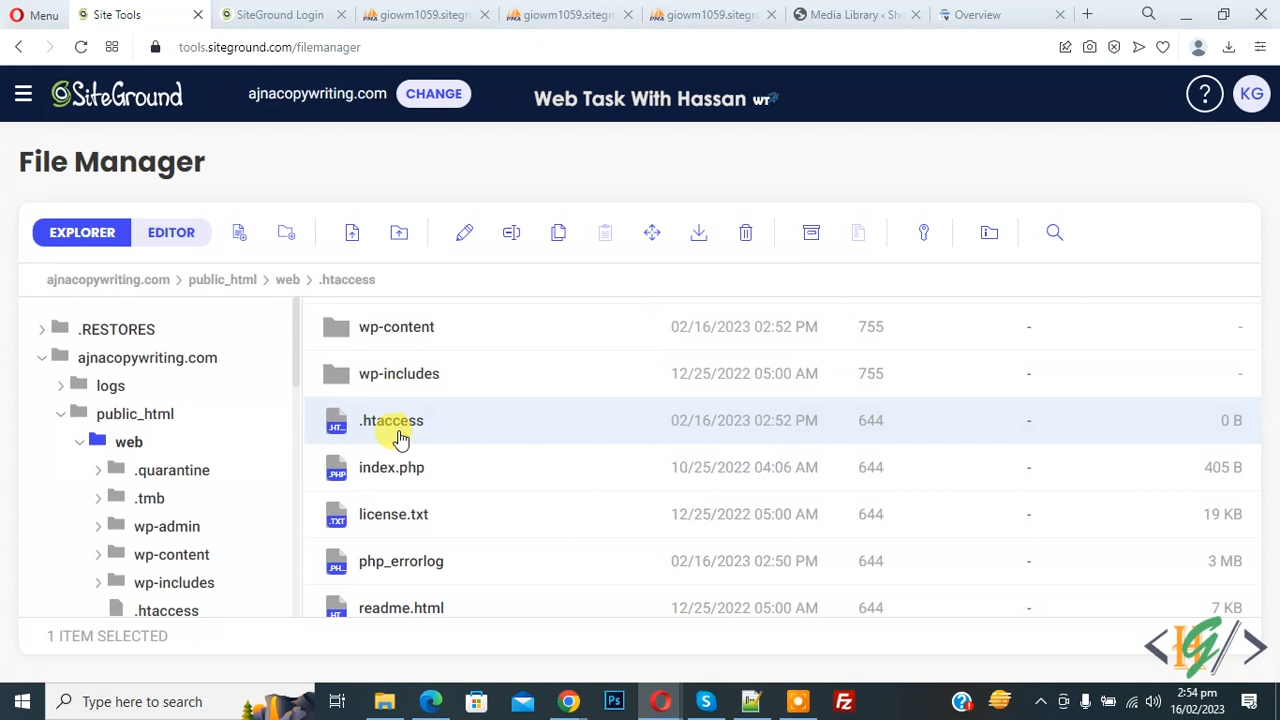 Menu
Site Tools
SiteGround Login
giowm1059.sitegr
giowm1059.sitegr
giowm1059.sitegr
Media Library ‹ Sh
Overview
tools.siteground.com/filemanager
SiteGround
ajnacopywriting.com
CHANGE
Web Task With Hassan WT
?
KG
File Manager
EXPLORER
EDITOR
ajnacopywriting.com > public_html > web > .htaccess
.RESTORES
ajnacopywriting.com
logs
public_html
web
.quarantine
.tmb
wp-admin
wp-content
wp-includes
.htaccess
wp-content 02/16/2023 02:52 PM 755 - -
wp-includes 12/25/2022 05:00 AM 755 - -
.htaccess 02/16/2023 02:52 PM 644 - 0 B
index.php 10/25/2022 04:06 AM 644 - 405 B
license.txt 12/25/2022 05:00 AM 644 - 19 KB
php_errorlog 02/16/2023 02:50 PM 644 - 3 MB
readme.html 12/25/2022 05:00 AM 644 - 7 KB
1 ITEM SELECTED
Type here to search
2:54 pm
16/02/2023